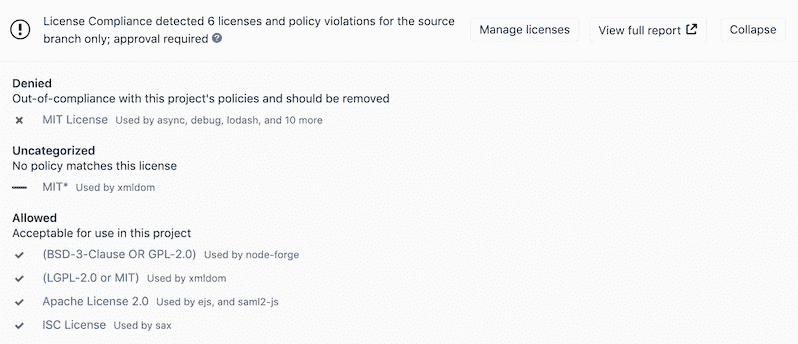 License Compliance detected 6 licenses and policy violations for the source
branch only; approval required ?
Manage licenses
View full report
Collapse
Denied
Out-of-compliance with this project's policies and should be removed
MIT License Used by async, debug, lodash, and 10 more
Uncategorized
No policy matches this license
MIT* Used by xmldom
Allowed
Acceptable for use in this project
(BSD-3-Clause OR GPL-2.0) Used by node-forge
(LGPL-2.0 or MIT) Used by xmldom
Apache License 2.0 Used by ejs, and saml2-js
ISC License Used by sax